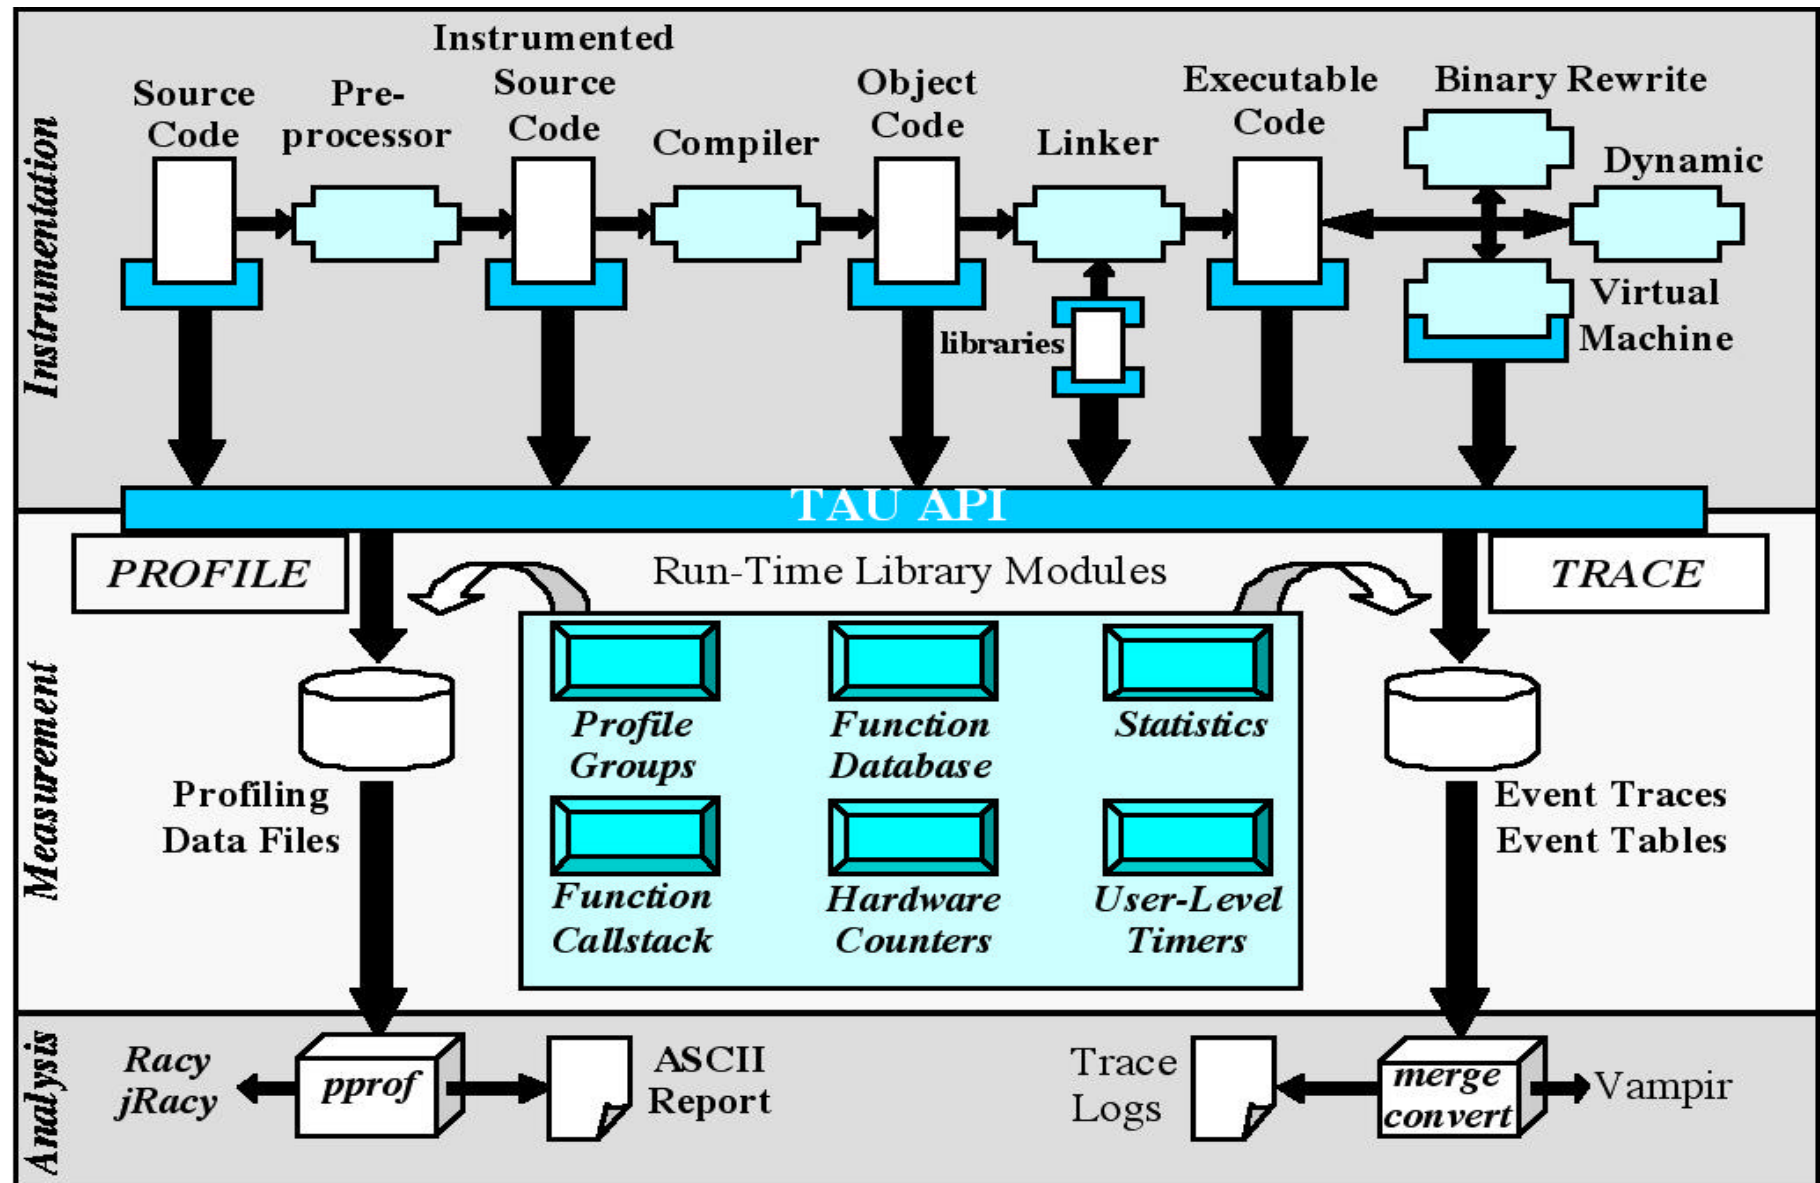 Instrumentation
Source
Code
Pre-
processor
Instrumented
Source
Code
Compiler
Object
Code
Linker
libraries
Executable
Code
Binary Rewrite
Dynamic
Virtual
Machine
TAU API
Measurement
PROFILE
Run-Time Library Modules
TRACE
Profile
Groups
Function
Database
Statistics
Function
Callstack
Hardware
Counters
User-Level
Timers
Profiling
Data Files
Event Traces
Event Tables
Analysis
Racy
jRacy
pprof
ASCII
Report
Trace
Logs
merge
convert
Vampir